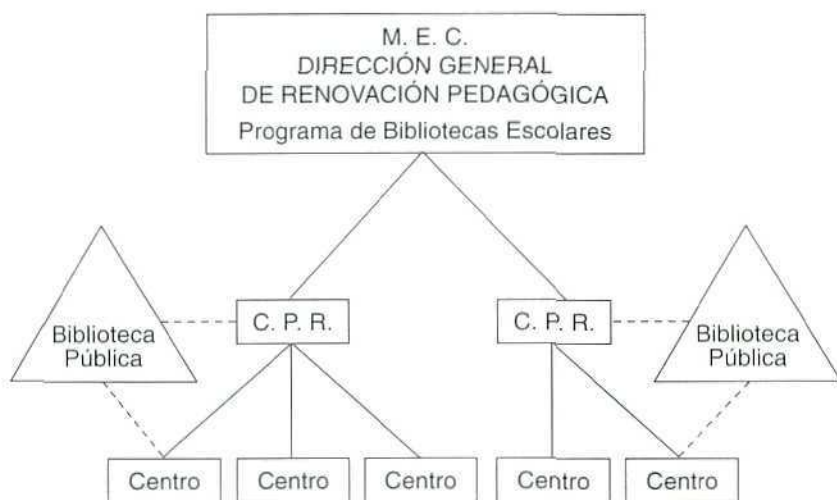 M. E. C.
DIRECCIÓN GENERAL
DE RENOVACIÓN PEDAGÓGICA
Programa de Bibliotecas Escolares
Biblioteca
Pública
C. P. R.
C. P. R.
Biblioteca
Pública
Centro
Centro
Centro
Centro
Centro